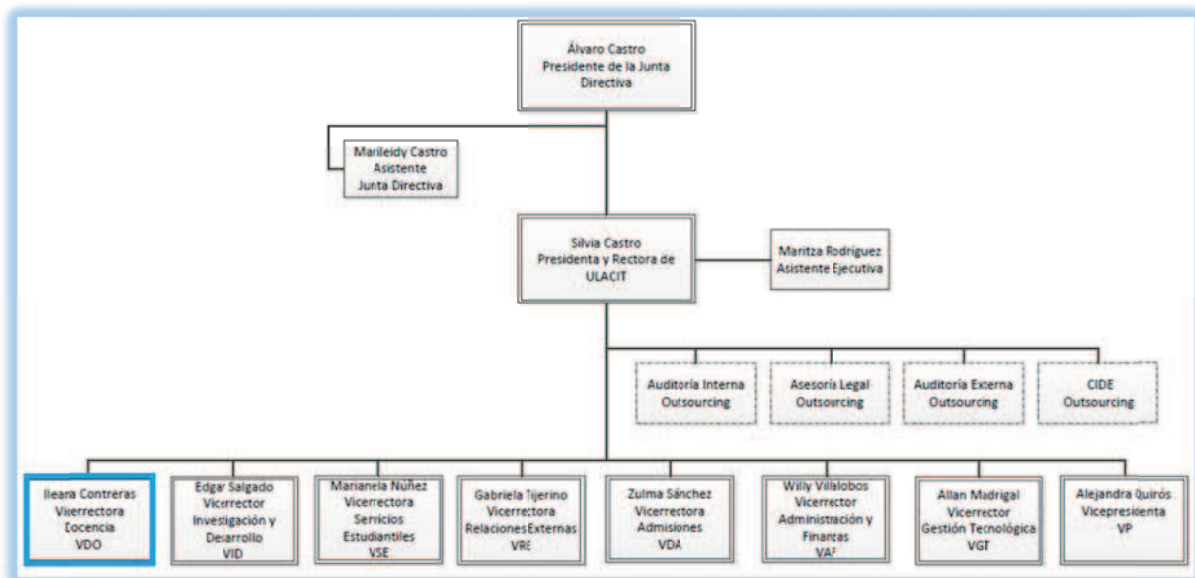 Álvaro Castro
Presidente de la Junta
Directiva
Marileidy Castro
Asistente
Junta Directiva
Silvia Castro
Presidenta y Rectora de
ULACIT
Maritza Rodríguez
Asistente Ejecutiva
Auditoría Interna
Outsourcing
Asesoría Legal
Outsourcing
Auditoría Externa
Outsourcing
CIDE
Outsourcing
Ileana Contreras
Vicerrectora
Docencia
VDO
Edgar Salgado
Vicerrector
Investigación y
Desarrollo
VID
Marianela Núñez
Vicerrectora
Servicios
Estudiantiles
VSE
Gabriela Tijerino
Vicerrectora
Relaciones Externas
VRE
Zulma Sánchez
Vicerrectora
Admisiones
VDA
Willy Villalobos
Vicerrector
Administración y
Finanzas
VAF
Allan Madrigal
Vicerrector
Gestión Tecnológica
VGT
Alejandra Quirós
Vicepresidenta
VP